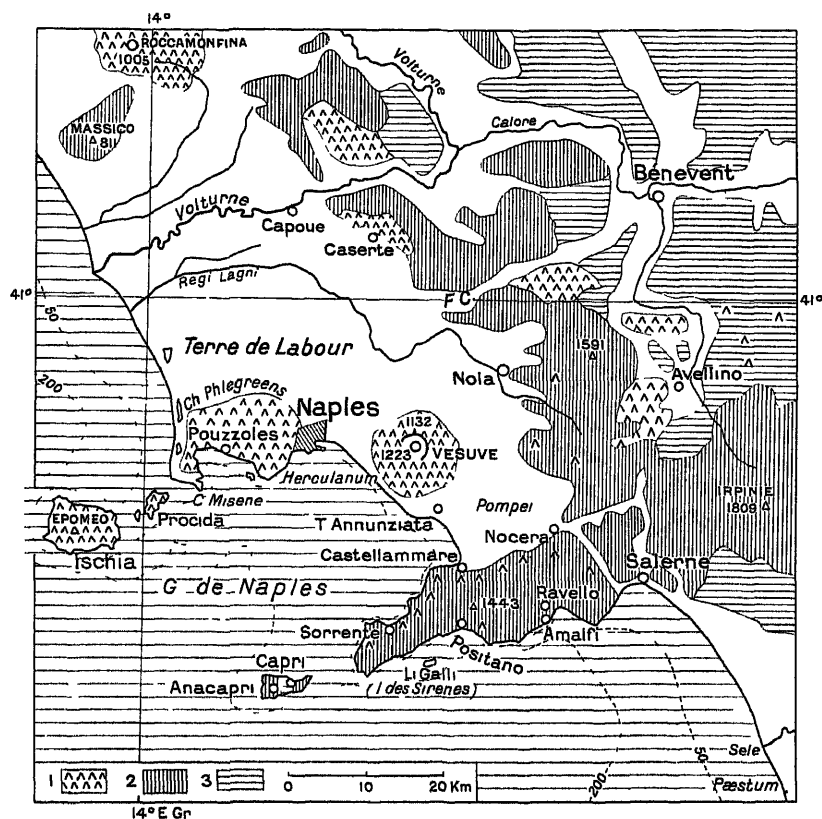 14°
ROCCAMONFINA
1005
Volturne
MASSICO
811
Calore
Bénevent
Volturne
Capoue
Caserte
Regi Lagni
41°
41°
F C
50
Terre de Labour
1591
200
Nola
Avellino
Ch Phlegreens
Naples
1132
Pouzzoles
1223
VESUVE
Herculanum
IRPINIE
1809
C Misene
Pompei
EPOMEO
Procida
T Annunziata
Nocera
Ischia
Castellammare
Salerne
G de Naples
Ravello
1443
Sorrente
Amalfi
Positano
Capri
Li Galli
Anacapri
(I des Sirenes)
Sele
50
200
Pæstum
1 2 3 0 10 20 Km
14° E Gr